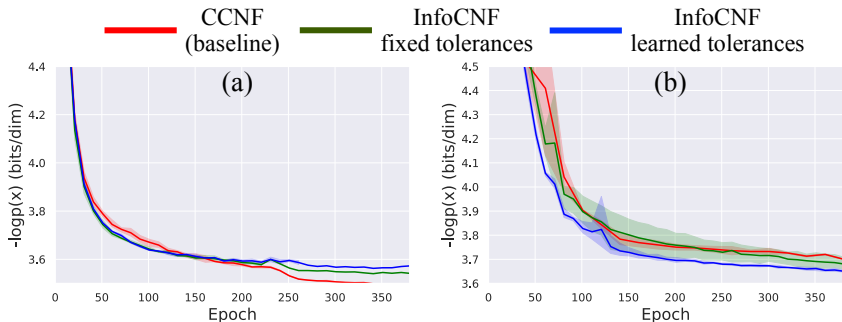 CCNF
(baseline)
InfoCNF
fixed tolerances
InfoCNF
learned tolerances
(a)
-logp(x) (bits/dim)
4.4
4.2
4.0
3.8
3.6
0 50 100 150 200 250 300 350
Epoch
(b)
-logp(x) (bits/dim)
4.5
4.4
4.3
4.2
4.1
4.0
3.9
3.8
3.7
3.6
0 50 100 150 200 250 300 350
Epoch